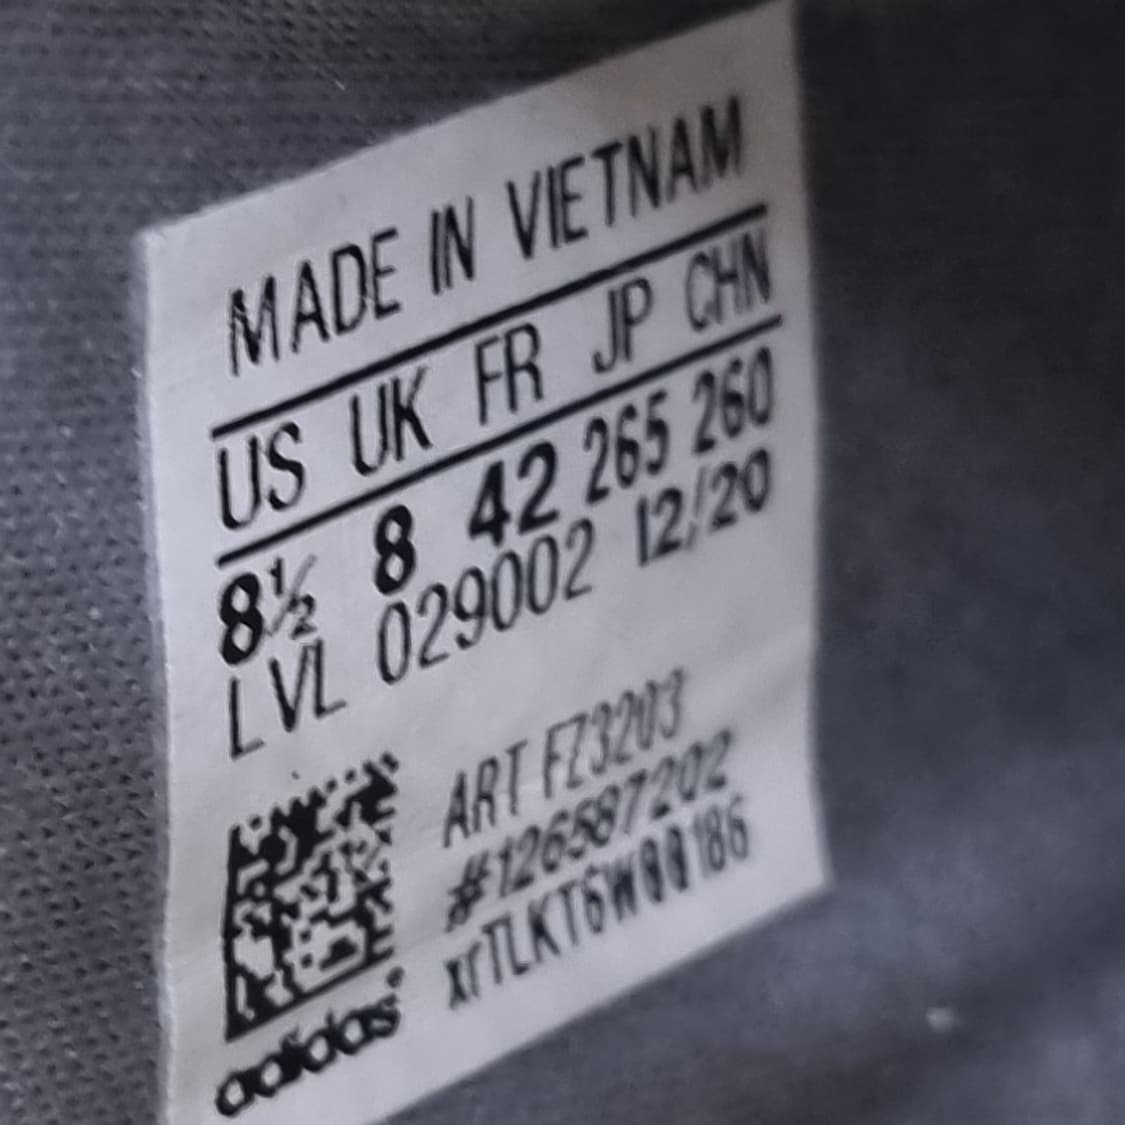 MADE IN VIETNAM
US UK FR JP CHN
8½ 8 42 265 260
LVL 029002 12/20
ART FZ3203
#126587202
xrTLKT6W00186
adidas